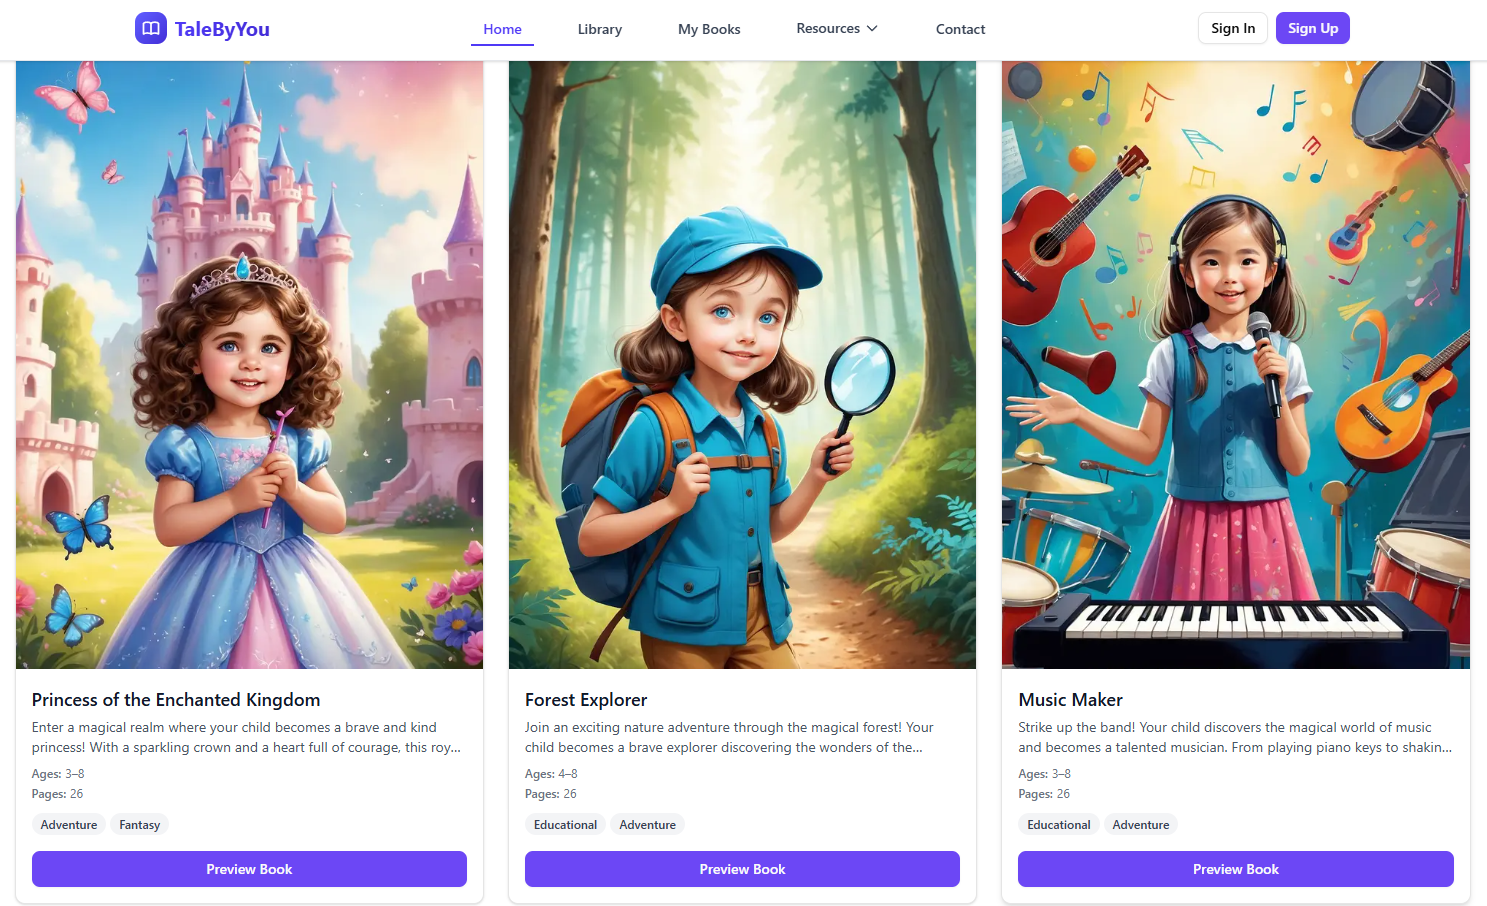 TaleByYou
Home
Library
My Books
Resources
Contact
Sign In
Sign Up
Princess of the Enchanted Kingdom
Enter a magical realm where your child becomes a brave and kind
princess! With a sparkling crown and a heart full of courage, this roy...
Ages: 3–8
Pages: 26
Adventure
Fantasy
Preview Book
Forest Explorer
Join an exciting nature adventure through the magical forest! Your
child becomes a brave explorer discovering the wonders of the...
Ages: 4–8
Pages: 26
Educational
Adventure
Preview Book
Music Maker
Strike up the band! Your child discovers the magical world of music
and becomes a talented musician. From playing piano keys to shakin...
Ages: 3–8
Pages: 26
Educational
Adventure
Preview Book